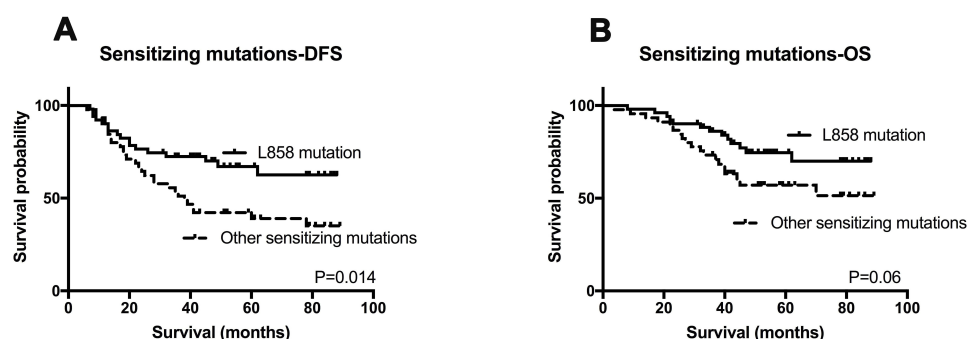 A
Sensitizing mutations-DFS
Survival probability
100
50
0
L858 mutation
Other sensitizing mutations
P=0.014
0 20 40 60 80 100
Survival (months)
B
Sensitizing mutations-OS
Survival probability
100
50
0
L858 mutation
Other sensitizing mutations
P=0.06
0 20 40 60 80 100
Survival (months)